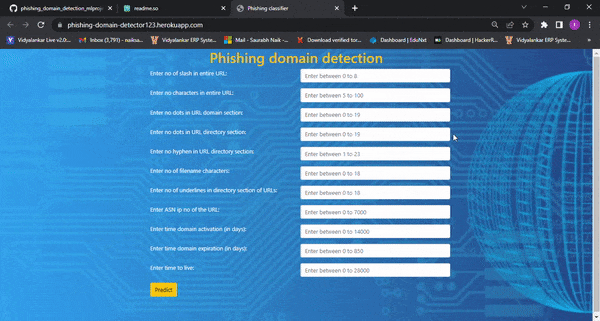 phishing_domain_detection_mlproj
readme.so
Phishing classifier
phishing-domain-detector123.herokuapp.com
Vidyalankar Live v2.0...
Inbox (3,791) - naiksa...
Vidyalankar ERP System...
Mail - Saurabh Naik -...
Download verified tor...
Dashboard | EduNxt
Dashboard | HackerR...
Vidyalankar ERP System...
Phishing domain detection
Enter no of slash in entire URL:
Enter between 0 to 8
Enter no characters in entire URL:
Enter between 5 to 100
Enter no dots in URL domain section:
Enter between 0 to 19
Enter no dots in URL dirctory section:
Enter between 0 to 19
Enter no hyphen in URL directory section:
Enter between 1 to 23
Enter no of filename characters:
Enter between 0 to 18
Enter no of underlines in directory section of URLs:
Enter between 0 to 18
Enter ASN ip no of the URL:
Enter between 0 to 7000
Enter time domain activation (in days):
Enter between 0 to 14000
Enter time domain expiration (in days):
Enter between 0 to 850
Enter time to live:
Enter between 0 to 28000
Predict